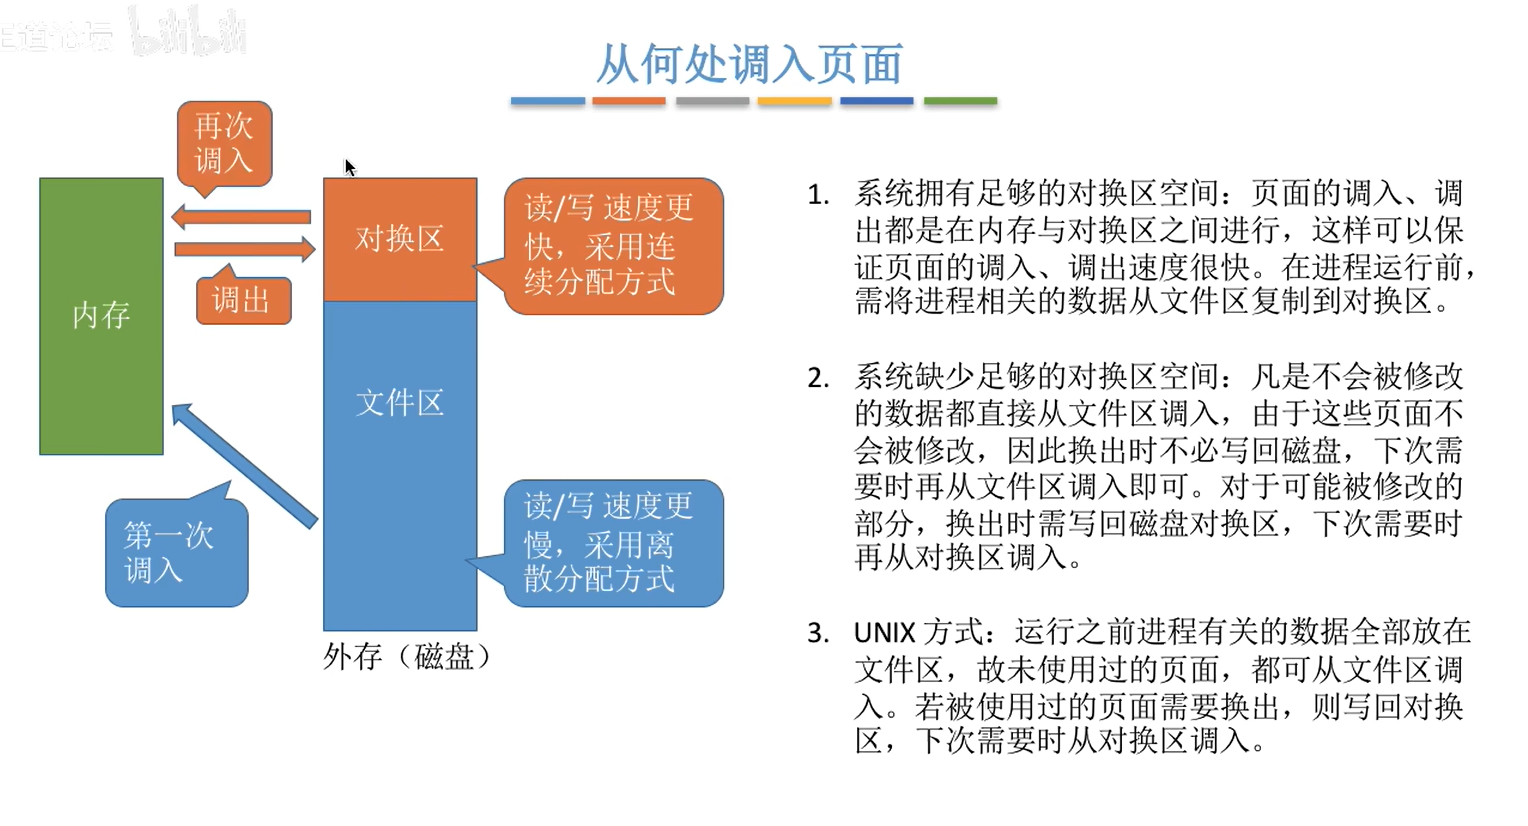 道论坛 bilibili
从何处调入页面
再次
调入
内存
调出
对换区
文件区
第一次
调入
外存（磁盘）
读/写 速度更
快，采用连
续分配方式
读/写 速度更
慢，采用离
散分配方式
1. 系统拥有足够的对换区空间：页面的调入、调
出都是在内存与对换区之间进行，这样可以保
证页面的调入、调出速度很快。在进程运行前，
需将进程相关的数据从文件区复制到对换区。
2. 系统缺少足够的对换区空间：凡是不会被修改
的数据都直接从文件区调入，由于这些页面不
会被修改，因此换出时不必写回磁盘，下次需
要时再从文件区调入即可。对于可能被修改的
部分，换出时需写回磁盘对换区，下次需要时
再从对换区调入。
3. UNIX 方式：运行之前进程有关的数据全部放在
文件区，故未使用过的页面，都可从文件区调
入。若被使用过的页面需要换出，则写回对换
区，下次需要时从对换区调入。